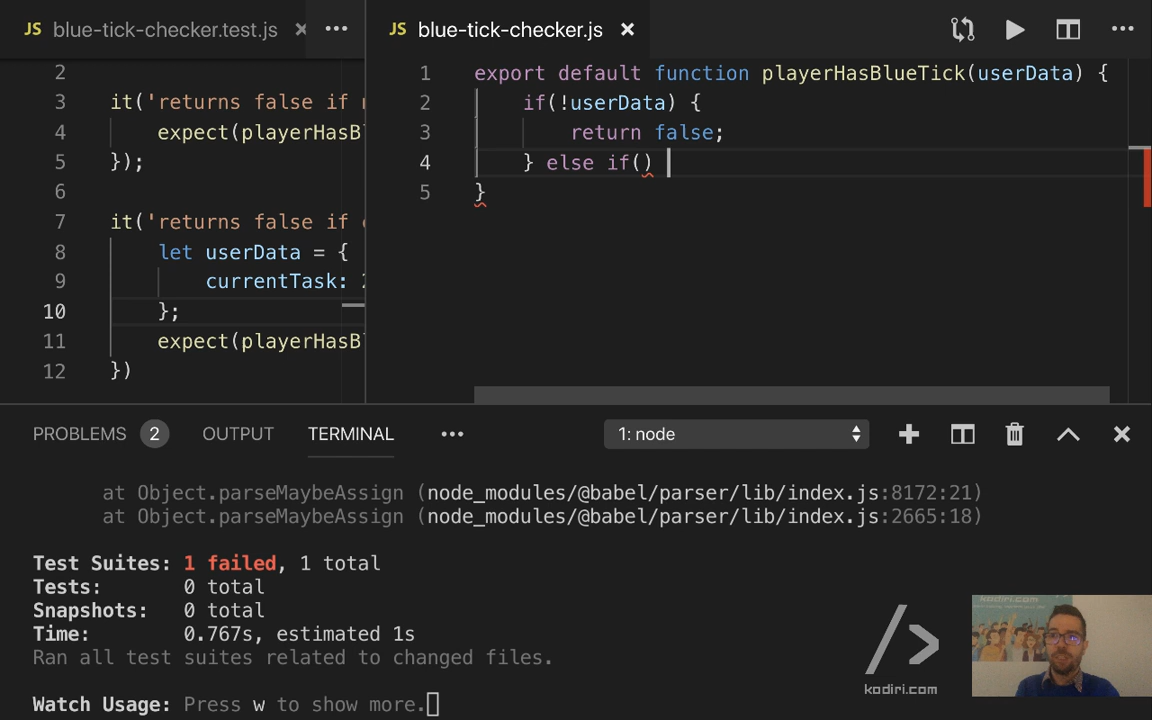 JS blue-tick-checker.test.js
2
3 it('returns false if
4 expect(playerHasB
5 });
6
7 it('returns false if
8 let userData = {
9 currentTask:
10 };
11 expect(playerHasB
12 })
JS blue-tick-checker.js
1 export default function playerHasBlueTick(userData) {
2 if(!userData) {
3 return false;
4 } else if()
5 }
PROBLEMS 2 OUTPUT TERMINAL
1: node
at Object.parseMaybeAssign (node_modules/@babel/parser/lib/index.js:8172:21)
at Object.parseMaybeAssign (node_modules/@babel/parser/lib/index.js:2665:18)
Test Suites: 1 failed, 1 total
Tests: 0 total
Snapshots: 0 total
Time: 0.767s, estimated 1s
Ran all test suites related to changed files.
Watch Usage: Press w to show more.
kodiri.com
kodiri.com